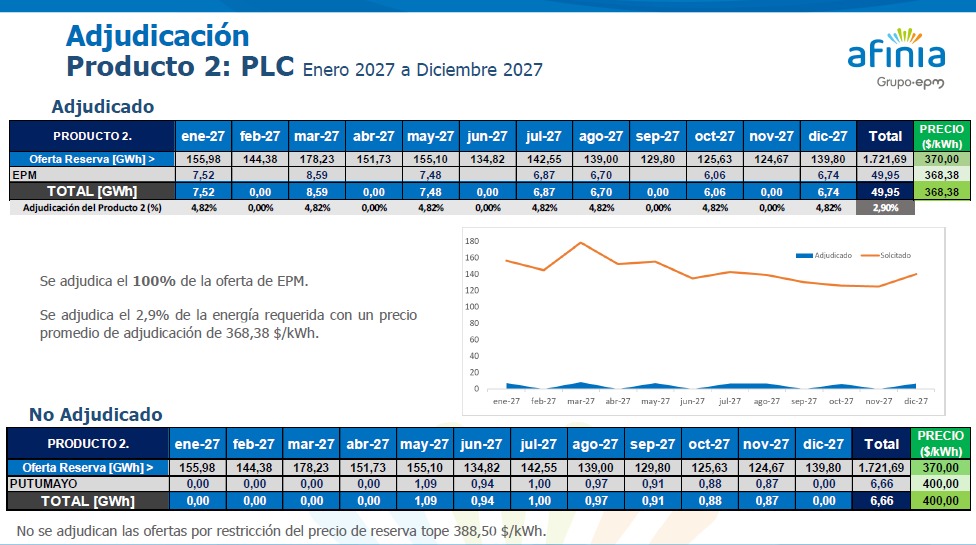 Adjudicación
Producto 2: PLC Enero 2027 a Diciembre 2027
afinia
Grupo·epm
Adjudicado
PRODUCTO 2. ene-27 feb-27 mar-27 abr-27 may-27 jun-27 jul-27 ago-27 sep-27 oct-27 nov-27 dic-27 Total PRECIO ($/kWh)
Oferta Reserva [GWh] > 155,98 144,38 178,23 151,73 155,10 134,82 142,55 139,00 129,80 125,63 124,67 139,80 1.721,69 370,00
EPM 7,52 8,59 7,48 6,87 6,70 6,06 6,74 49,95 368,38
TOTAL [GWh] 7,52 0,00 8,59 0,00 7,48 0,00 6,87 6,70 0,00 6,06 0,00 6,74 49,95 368,38
Adjudicación del Producto 2 (%) 4,82% 0,00% 4,82% 0,00% 4,82% 0,00% 4,82% 4,82% 0,00% 4,82% 0,00% 4,82% 2,90%
Se adjudica el 100% de la oferta de EPM.
Se adjudica el 2,9% de la energía requerida con un precio
promedio de adjudicación de 368,38 $/kWh.
180
160
140
120
100
80
60
40
20
0
Adjudicado Solcitado
ene-27 feb-27 mar-27 abr-27 may-27 jun-27 jul-27 ago-27 sep-27 oct-27 nov-27 dic-27
No Adjudicado
PRODUCTO 2. ene-27 feb-27 mar-27 abr-27 may-27 jun-27 jul-27 ago-27 sep-27 oct-27 nov-27 dic-27 Total PRECIO ($/kWh)
Oferta Reserva [GWh] > 155,98 144,38 178,23 151,73 155,10 134,82 142,55 139,00 129,80 125,63 124,67 139,80 1.721,69 370,00
PUTUMAYO 0,00 0,00 0,00 0,00 1,09 0,94 1,00 0,97 0,91 0,88 0,87 0,00 6,66 400,00
TOTAL [GWh] 0,00 0,00 0,00 0,00 1,09 0,94 1,00 0,97 0,91 0,88 0,87 0,00 6,66 400,00
No se adjudican las ofertas por restricción del precio de reserva tope 388,50 $/kWh.